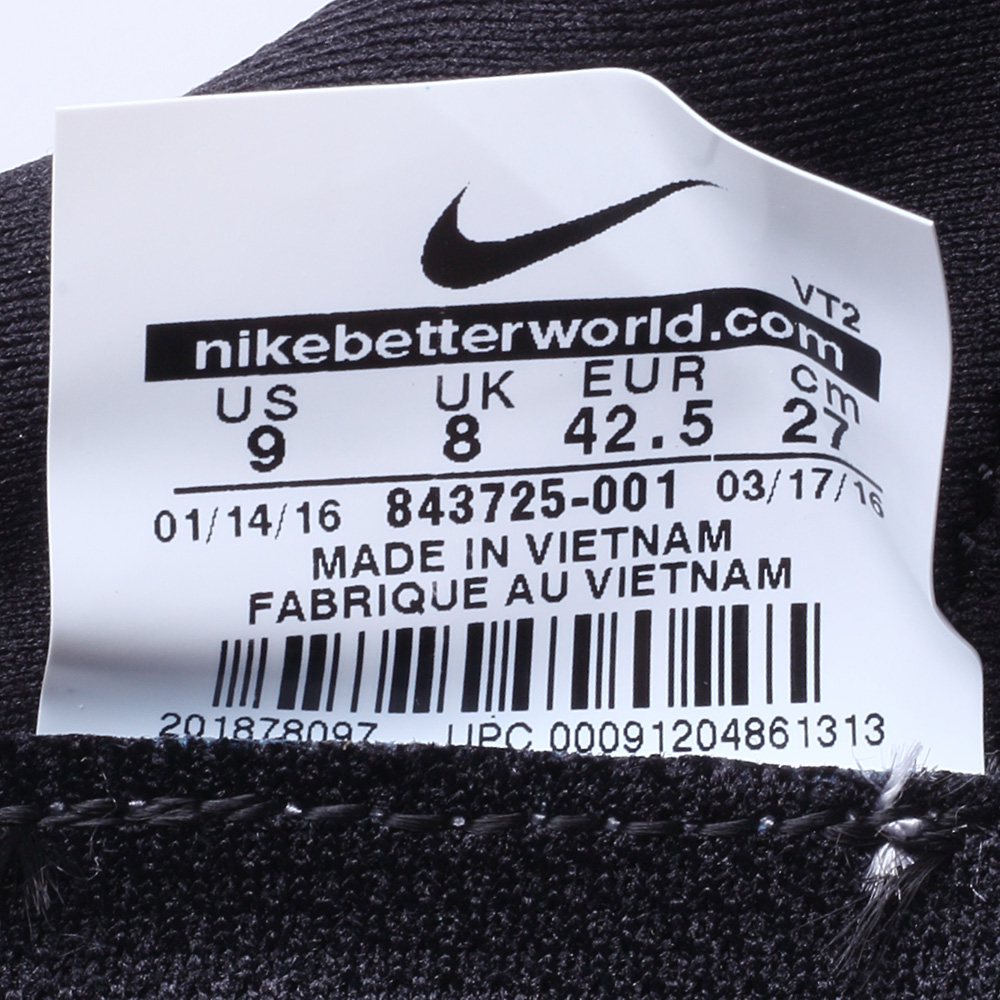 VT2
nikebetterworld.com
US UK EUR cm
9 8 42.5 27
01/14/16 843725-001 03/17/16
MADE IN VIETNAM
FABRIQUE AU VIETNAM
201878097 UPC 00091204861313